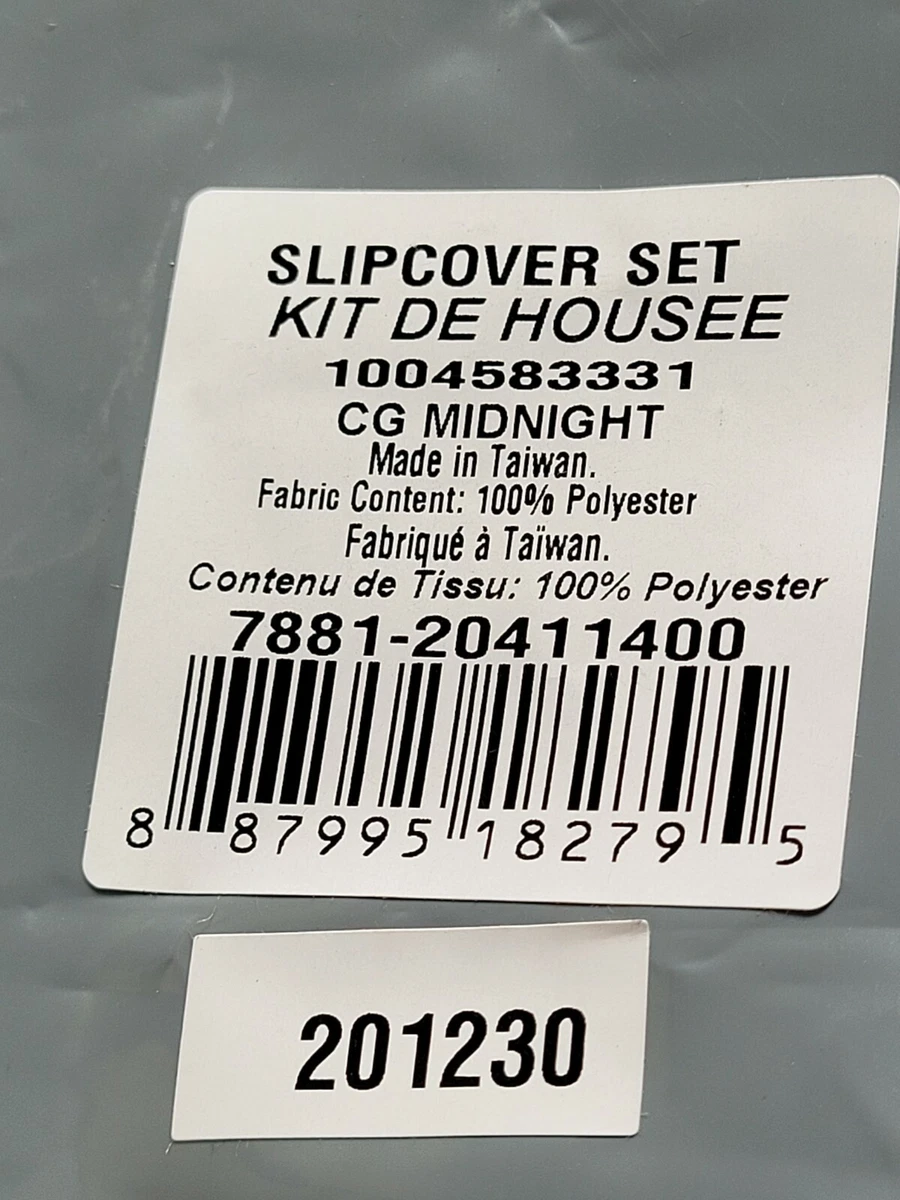 SLIPCOVER SET
KIT DE HOUSEE
1004583331
CG MIDNIGHT
Made in Taiwan.
Fabric Content: 100% Polyester
Fabriqué à Taïwan.
Contenu de Tissu: 100% Polyester
7881-20411400
8 87995 18279 5
201230